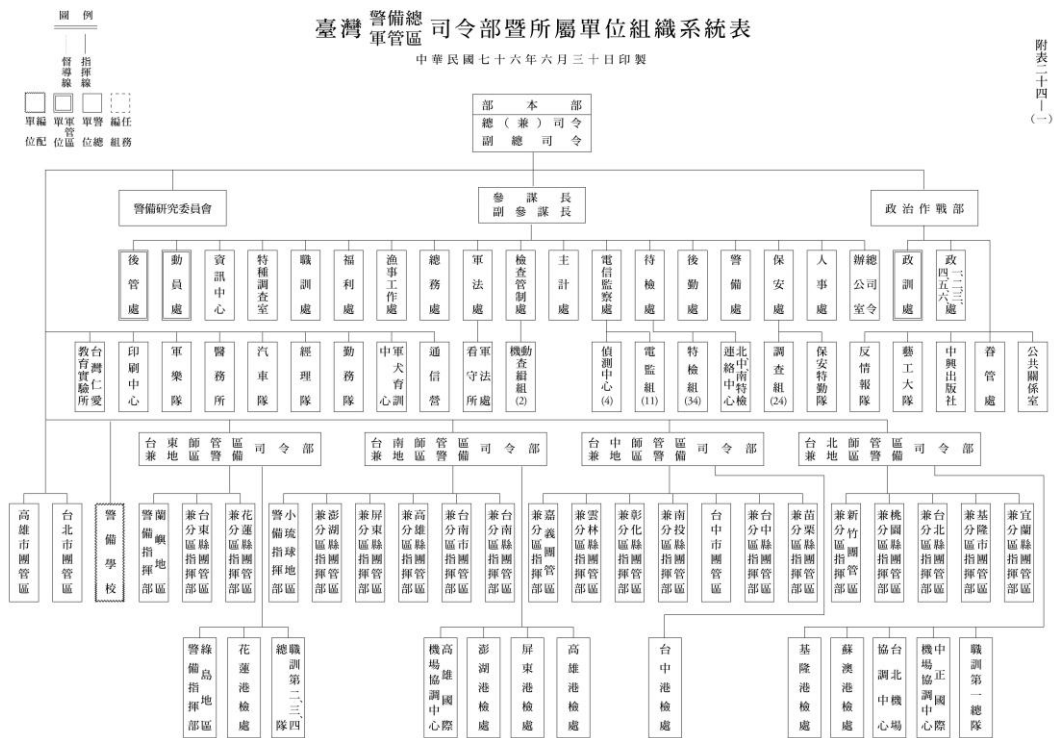 臺灣警備總軍管區司令部暨所屬單位組織系統表
中華民國七十六年六月三十日印製
附表二十四—(一)
圖例
指揮線
督導線
任務編組
警總單位
軍管區單位
編配單位
部本部
總(兼)司令
副總司令
警備研究委員會
參謀長
副參謀長
政治作戰部
總司令辦公室
人事處
保安處
警備處
後勤處
待檢處
電信監察處
主計處
檢查管制處
軍法處
總務處
漁事工作處
福利處
職訓處
特種調查室
資訊中心
動員處
後管處
政一、二、三、四、五、六、處
政訓處
公共關係室
眷管處
中興出版社
藝工大隊
反情報隊
保安特勤隊
調查組(24)
北、中、南特檢連絡中心
特檢組(34)
電監組(11)
偵測中心(4)
動查緝組機(2)
軍法處看守所
通信營
軍犬育訓中心
勤務隊
經理隊
汽車隊
醫務所
軍樂隊
印刷中心
台灣仁愛教育實驗所
台北師管區兼地區警備司令部
台中師管區兼地區警備司令部
台南師管區兼地區警備司令部
台東師管區兼地區警備司令部
宜蘭縣團管區兼分區指揮部
基隆市團管區兼分區指揮部
台北縣團管區兼分區指揮部
桃園縣團管區兼分區指揮部
新竹團管區兼分區指揮部
苗栗縣團管區兼分區指揮部
台中縣團管區兼分區指揮部
台中市團管區
南投縣團管區兼分區指揮部
彰化縣團管區兼分區指揮部
雲林縣團管區兼分區指揮部
嘉義團管區兼分區指揮部
台南縣團管區兼分區指揮部
台南市團管區兼分區指揮部
高雄縣團管區兼分區指揮部
屏東縣團管區兼分區指揮部
澎湖縣團管區兼分區指揮部
小琉球地區警備指揮部
花蓮縣團管區兼分區指揮部
台東縣團管區兼分區指揮部
蘭嶼地區警備指揮部
警備學校
台北市團管區
高雄市團管區
職訓第一總隊
中正國際機場協調中心
台北機場協調中心
蘇澳港檢處
基隆港檢處
台中港檢處
高雄港檢處
屏東港檢處
澎湖港檢處
高雄國際機場協調中心
職訓第二、三、四總隊
花蓮港檢處
綠島地區警備指揮部